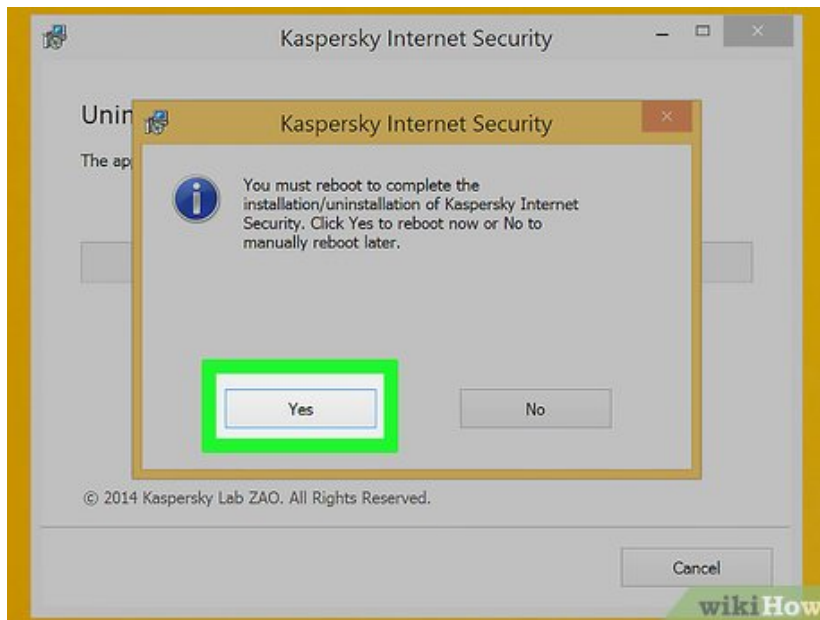 Kaspersky Internet Security
Unin
Kaspersky Internet Security
The ap
You must reboot to complete the
installation/uninstallation of Kaspersky Internet
Security. Click Yes to reboot now or No to
manually reboot later.
Yes
No
© 2014 Kaspersky Lab ZAO. All Rights Reserved.
Cancel
wikiHow